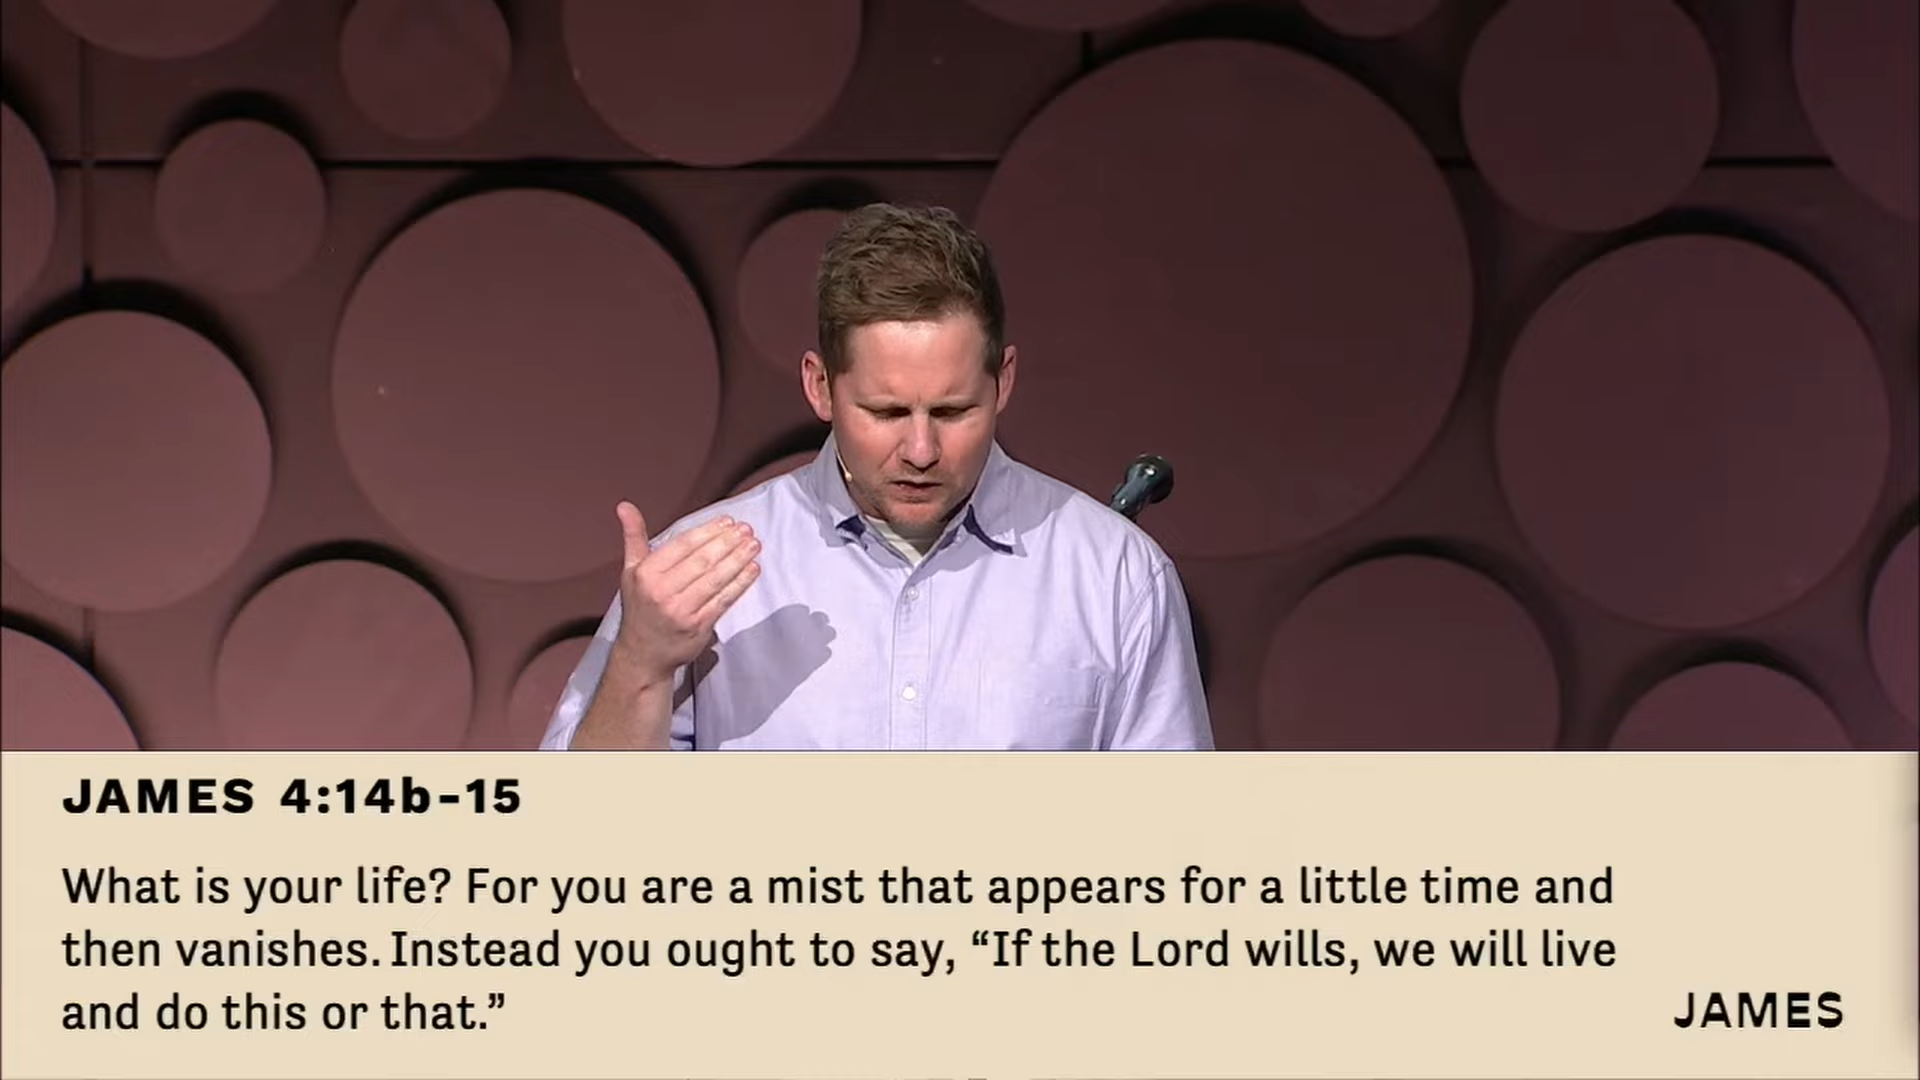 JAMES 4:14b-15
What is your life? For you are a mist that appears for a little time and
then vanishes. Instead you ought to say, “If the Lord wills, we will live
and do this or that.”
JAMES